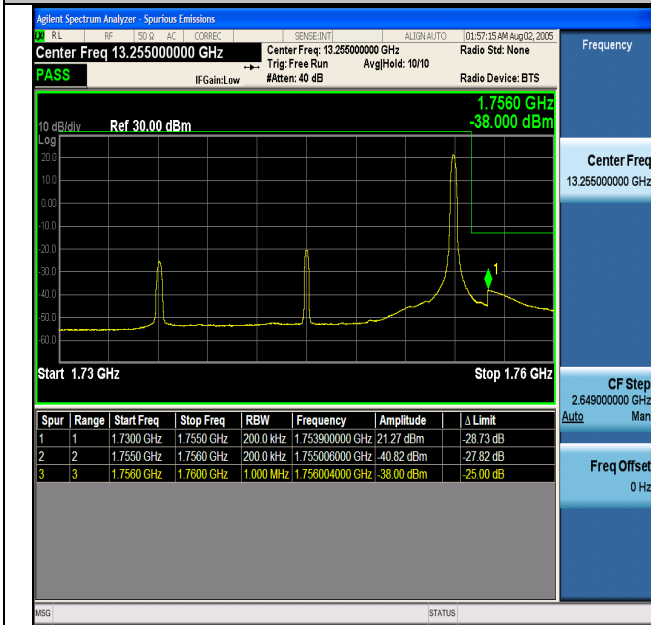 Agilent Spectrum Analyzer - Spurious Emissions
RL RF 50 Ω AC CORREC SENSE:INT ALIGN AUTO 01:57:15 AM Aug 02, 2005
Center Freq 13.255000000 GHz
Center Freq: 13.255000000 GHz
Radio Std: None
Trig: Free Run Avg|Hold: 10/10
PASS
IFGain:Low
#Atten: 40 dB
Radio Device: BTS
Frequency
1.7560 GHz
-38.000 dBm
10 dB/div Ref 30.00 dBm
Log
20.0
10.0
0.00
-10.0
-20.0
-30.0
-40.0
-50.0
-60.0
1
Start 1.73 GHz Stop 1.76 GHz
Center Freq
13.255000000 GHz
CF Step
2.649000000 GHz
Auto Man
Freq Offset
0 Hz
Spur Range Start Freq Stop Freq RBW Frequency Amplitude Δ Limit
1 1 1.7300 GHz 1.7550 GHz 200.0 kHz 1.753900000 GHz 21.27 dBm -28.73 dB
2 2 1.7550 GHz 1.7560 GHz 200.0 kHz 1.755006000 GHz -40.82 dBm -27.82 dB
3 3 1.7560 GHz 1.7600 GHz 1.000 MHz 1.756004000 GHz -38.00 dBm -25.00 dB
MSG STATUS